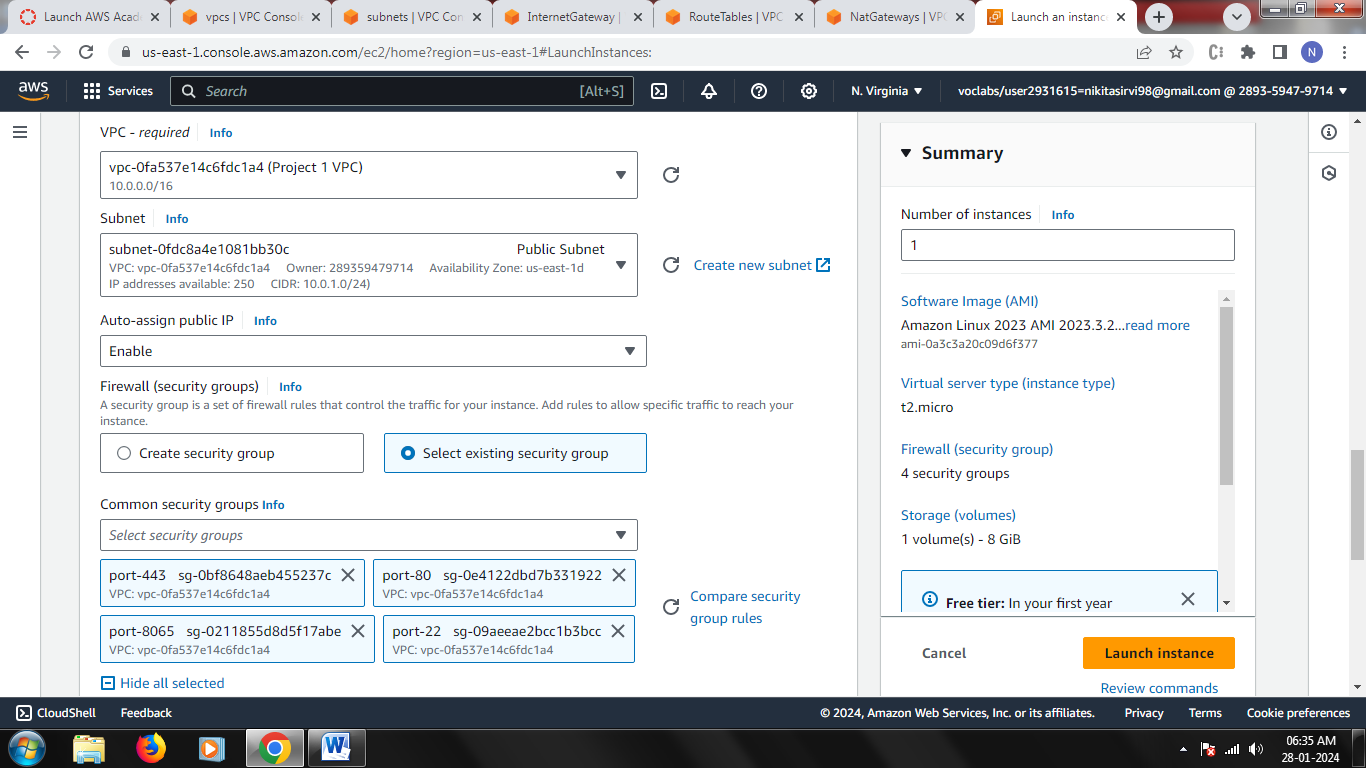 Launch AWS Acade
vpcs | VPC Consol
subnets | VPC Con
InternetGateway |
RouteTables | VPC
NatGateways | VPC
Launch an instance
us-east-1.console.aws.amazon.com/ec2/home?region=us-east-1#LaunchInstances:
N
aws
Services
Search
[Alt+S]
N. Virginia
voclabs/user2931615=nikitasirvi98@gmail.com @ 2893-5947-9714
VPC - required
Info
vpc-0fa537e14c6fdc1a4 (Project 1 VPC)
10.0.0.0/16
Subnet
Info
subnet-0fdc8a4e1081bb30c
Public Subnet
VPC: vpc-0fa537e14c6fdc1a4 Owner: 289359479714 Availability Zone: us-east-1d
IP addresses available: 250 CIDR: 10.0.1.0/24)
Create new subnet
Auto-assign public IP
Info
Enable
Firewall (security groups)
Info
A security group is a set of firewall rules that control the traffic for your instance. Add rules to allow specific traffic to reach your
instance.
Create security group
Select existing security group
Common security groups Info
Select security groups
port-443 sg-0bf8648aeb455237c
VPC: vpc-0fa537e14c6fdc1a4
port-80 sg-0e4122dbd7b331922
VPC: vpc-0fa537e14c6fdc1a4
port-8065 sg-0211855d8d5f17abe
VPC: vpc-0fa537e14c6fdc1a4
port-22 sg-09aeeae2bcc1b3bcc
VPC: vpc-0fa537e14c6fdc1a4
Compare security
group rules
Hide all selected
Summary
Number of instances
Info
1
Software Image (AMI)
Amazon Linux 2023 AMI 2023.3.2...read more
ami-0a3c3a20c09d6f377
Virtual server type (instance type)
t2.micro
Firewall (security group)
4 security groups
Storage (volumes)
1 volume(s) - 8 GiB
Free tier: In your first year
Cancel
Launch instance
Review commands
CloudShell
Feedback
© 2024, Amazon Web Services, Inc. or its affiliates.
Privacy
Terms
Cookie preferences
W
06:35 AM
28-01-2024